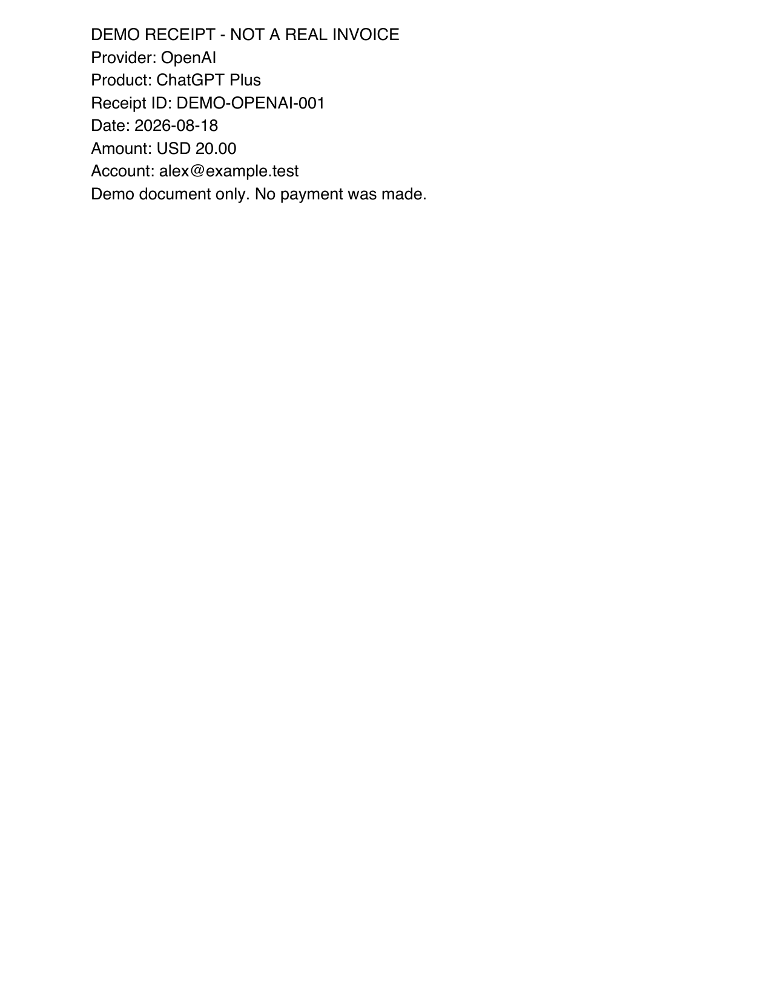 DEMO RECEIPT - NOT A REAL INVOICE
Provider: OpenAI
Product: ChatGPT Plus
Receipt ID: DEMO-OPENAI-001
Date: 2026-08-18
Amount: USD 20.00
Account: alex@example.test
Demo document only. No payment was made.